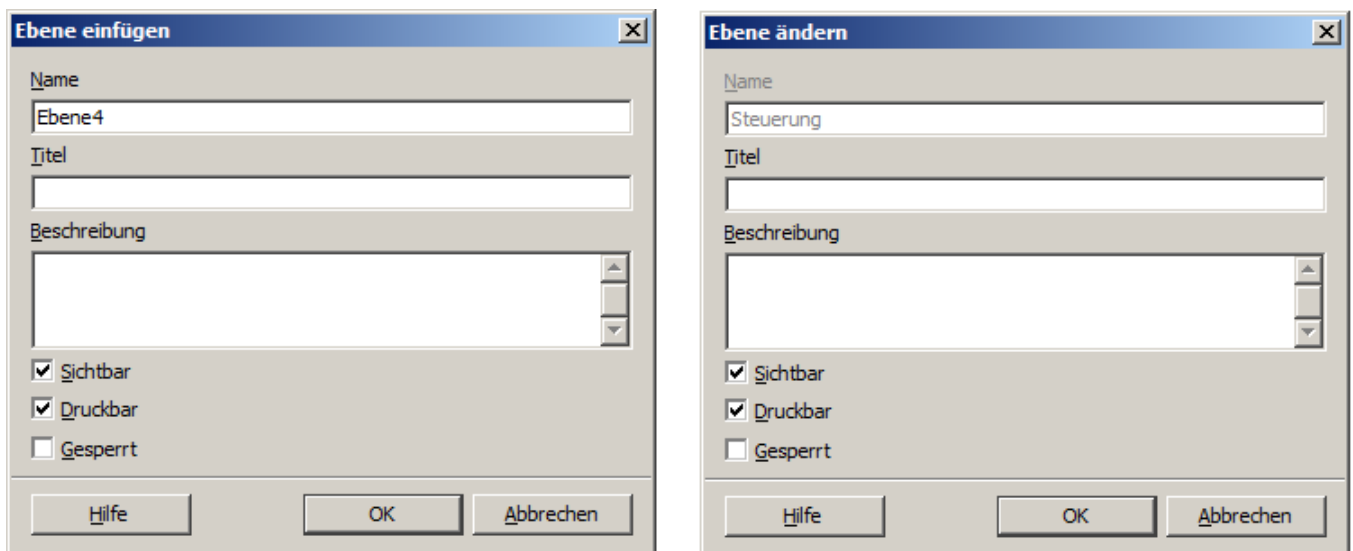 Ebene einfügen
Name
Ebene4
Titel
Beschreibung
Sichtbar
Druckbar
Gesperrt
Hilfe OK Abbrechen
Ebene ändern
Name
Steuerung
Titel
Beschreibung
Sichtbar
Druckbar
Gesperrt
Hilfe OK Abbrechen